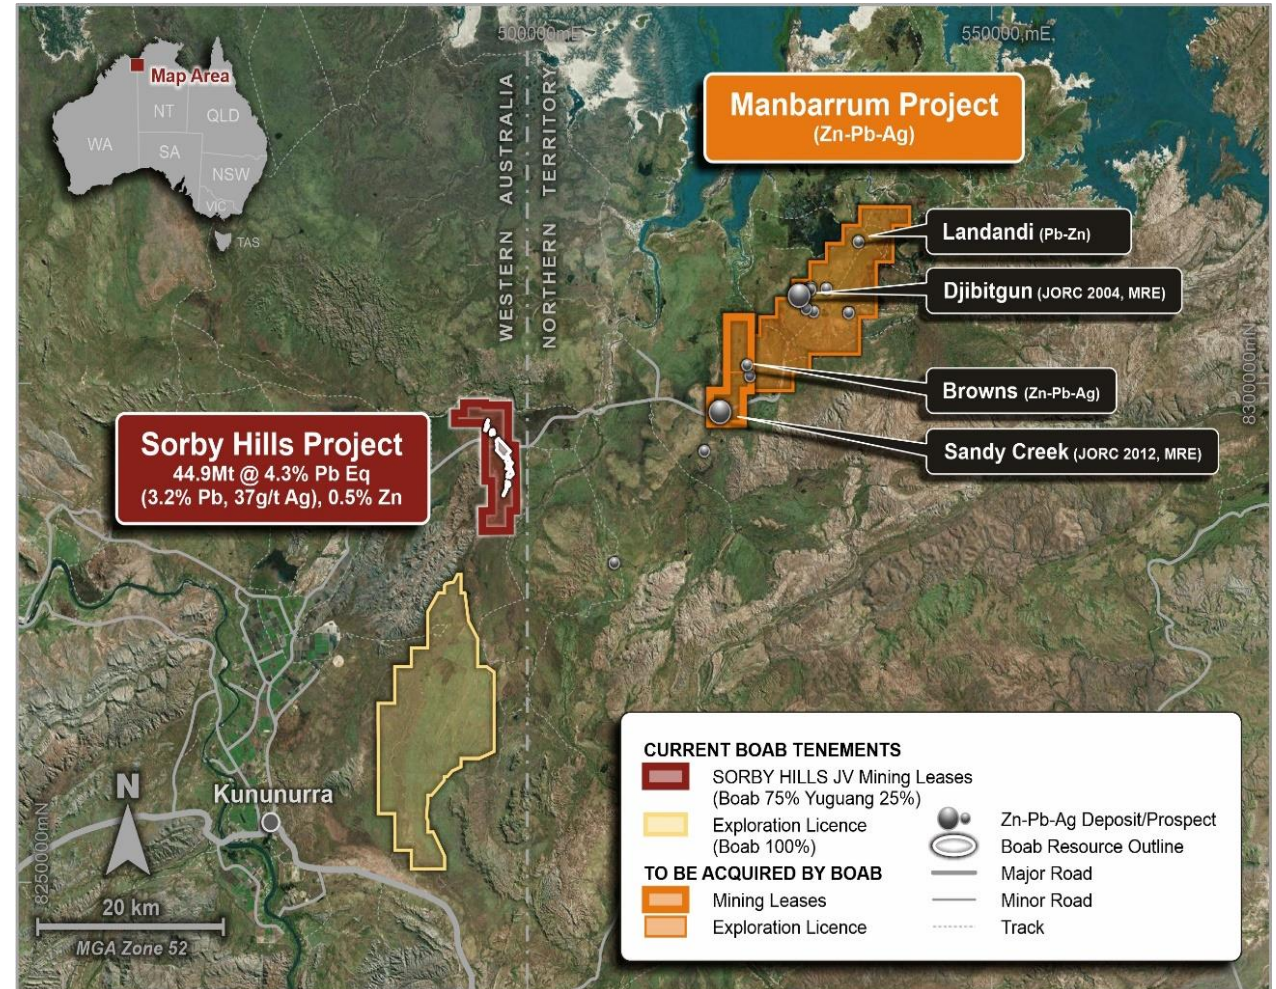 500000mE
550000mE
Map Area
NT
QLD
WA
SA
NSW
VIC
TAS
WESTERN AUSTRALIA
NORTHERN TERRITORY
Manbarrum Project
(Zn-Pb-Ag)
Landandi (Pb-Zn)
Djibitgun (JORC 2004, MRE)
Browns (Zn-Pb-Ag)
Sandy Creek (JORC 2012, MRE)
8300000mN
Sorby Hills Project
44.9Mt @ 4.3% Pb Eq
(3.2% Pb, 37g/t Ag), 0.5% Zn
Kununurra
N
8250000mN
20 km
MGA Zone 52
CURRENT BOAB TENEMENTS
SORBY HILLS JV Mining Leases
(Boab 75% Yuguang 25%)
Exploration Licence
(Boab 100%)
TO BE ACQUIRED BY BOAB
Mining Leases
Exploration Licence
Zn-Pb-Ag Deposit/Prospect
Boab Resource Outline
Major Road
Minor Road
Track